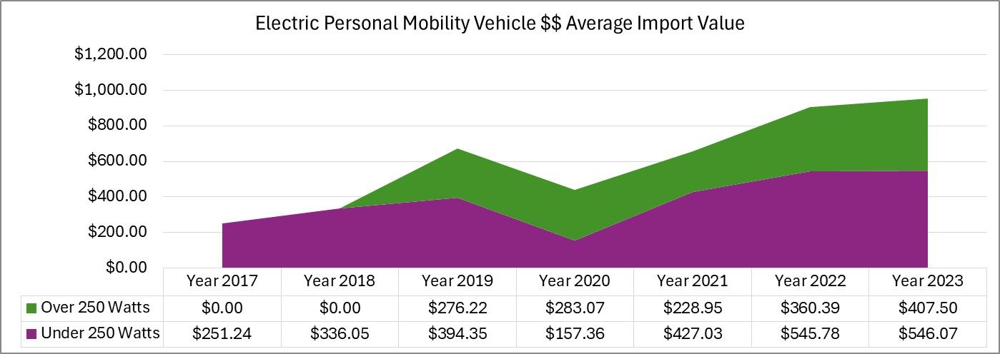 Electric Personal Mobility Vehicle $$ Average Import Value
$1,200.00
$1,000.00
$800.00
$600.00
$400.00
$200.00
$0.00
Year 2017 Year 2018 Year 2019 Year 2020 Year 2021 Year 2022 Year 2023
Over 250 Watts $0.00 $0.00 $276.22 $283.07 $228.95 $360.39 $407.50
Under 250 Watts $251.24 $336.05 $394.35 $157.36 $427.03 $545.78 $546.07